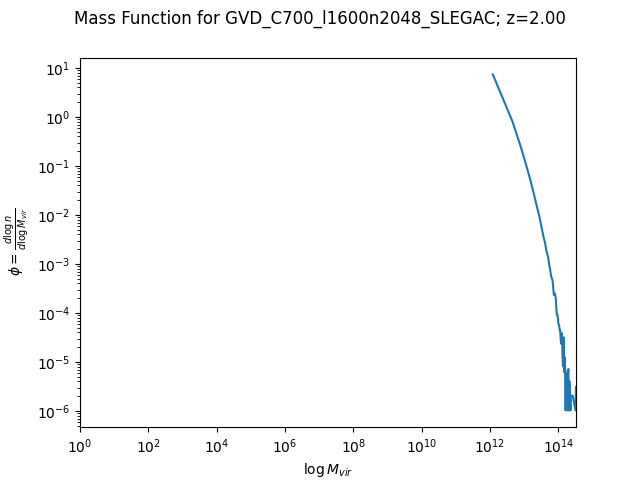 Mass Function for GVD_C700_l1600n2048_SLEGAC; z=2.00
10^1
10^0
10^-1
10^-2
10^-3
10^-4
10^-5
10^-6
ϕ = d log n / d log M_vir
10^0 10^2 10^4 10^6 10^8 10^10 10^12 10^14
log M_vir